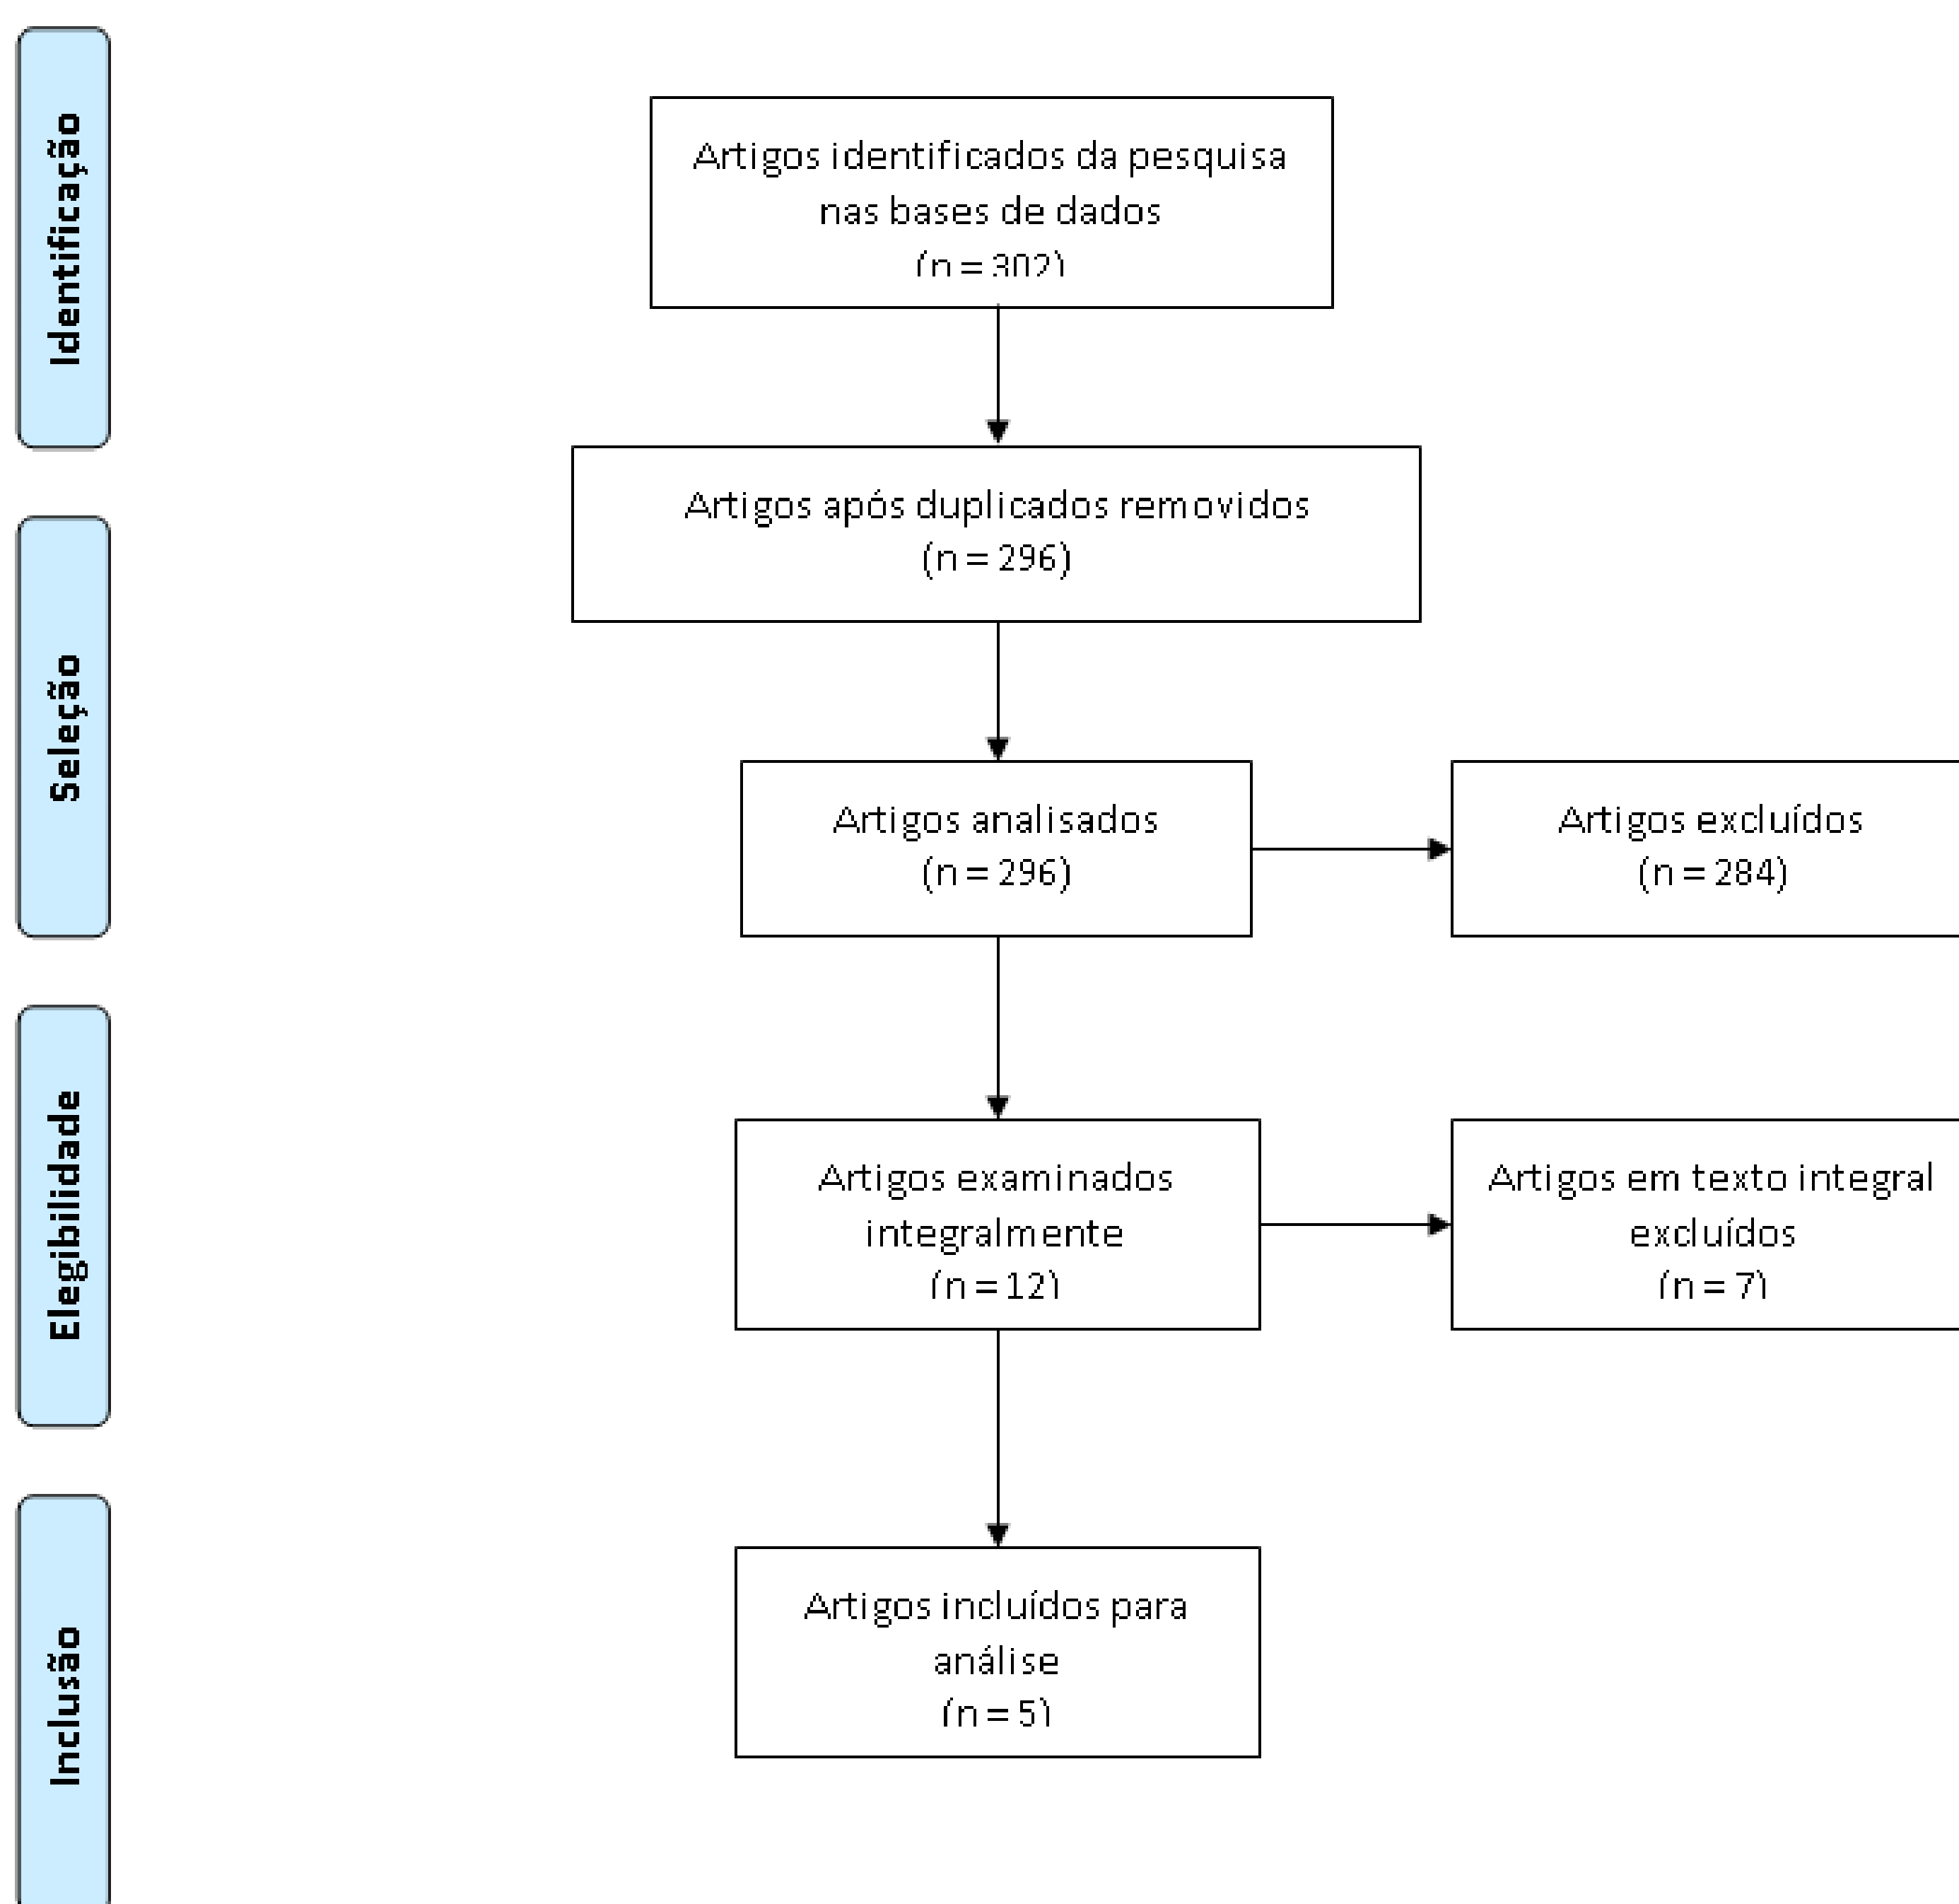 Identificação
Artigos identificados da pesquisa
nas bases de dados
(n = 302)
Artigos após duplicados removidos
(n = 296)
Seleção
Artigos analisados
(n = 296)
Artigos excluídos
(n = 284)
Elegibilidade
Artigos examinados
integralmente
(n = 12)
Artigos em texto integral
excluídos
(n = 7)
Inclusão
Artigos incluídos para
análise
(n = 5)